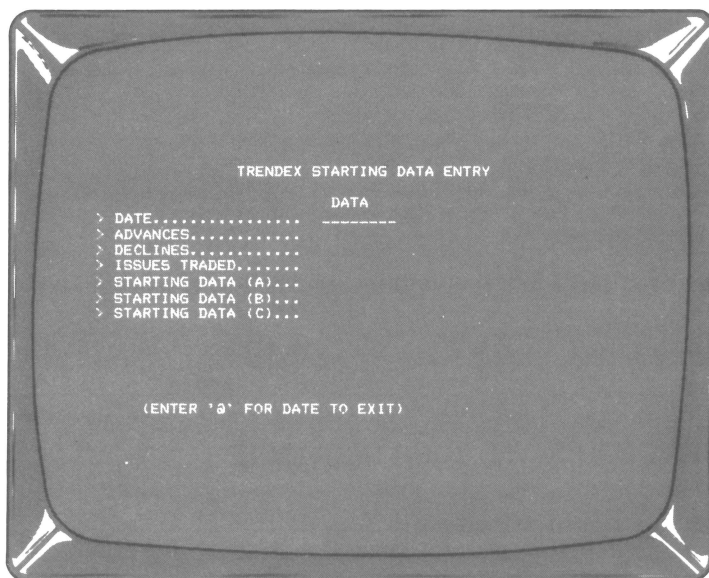 TRENDEX STARTING DATA ENTRY
DATA
> DATE................ ________
> ADVANCES............
> DECLINES............
> ISSUES TRADED.......
> STARTING DATA (A)...
> STARTING DATA (B)...
> STARTING DATA (C)...
(ENTER '@' FOR DATE TO EXIT)